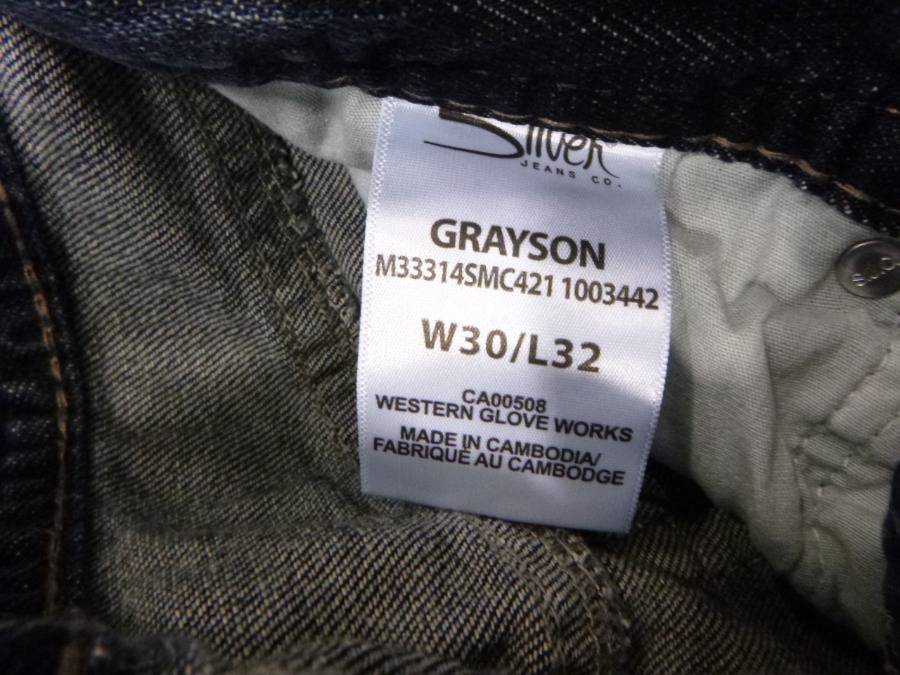 Silver
JEANS CO.
GRAYSON
M33314SMC421 1003442
W30/L32
CA00508
WESTERN GLOVE WORKS
MADE IN CAMBODIA/
FABRIQUÉ AU CAMBODGE